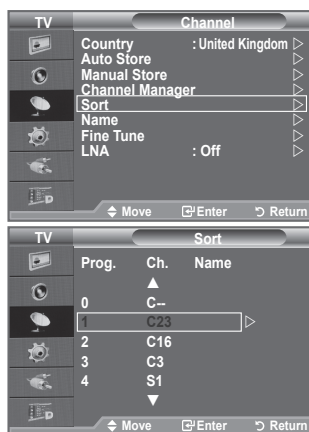 TV Channel
Country : United Kingdom
Auto Store
Manual Store
Channel Manager
Sort
Name
Fine Tune
LNA : Off
Move Enter Return
TV Sort
Prog. Ch. Name
0 C--
1 C23
2 C16
3 C3
4 S1
Move Enter Return